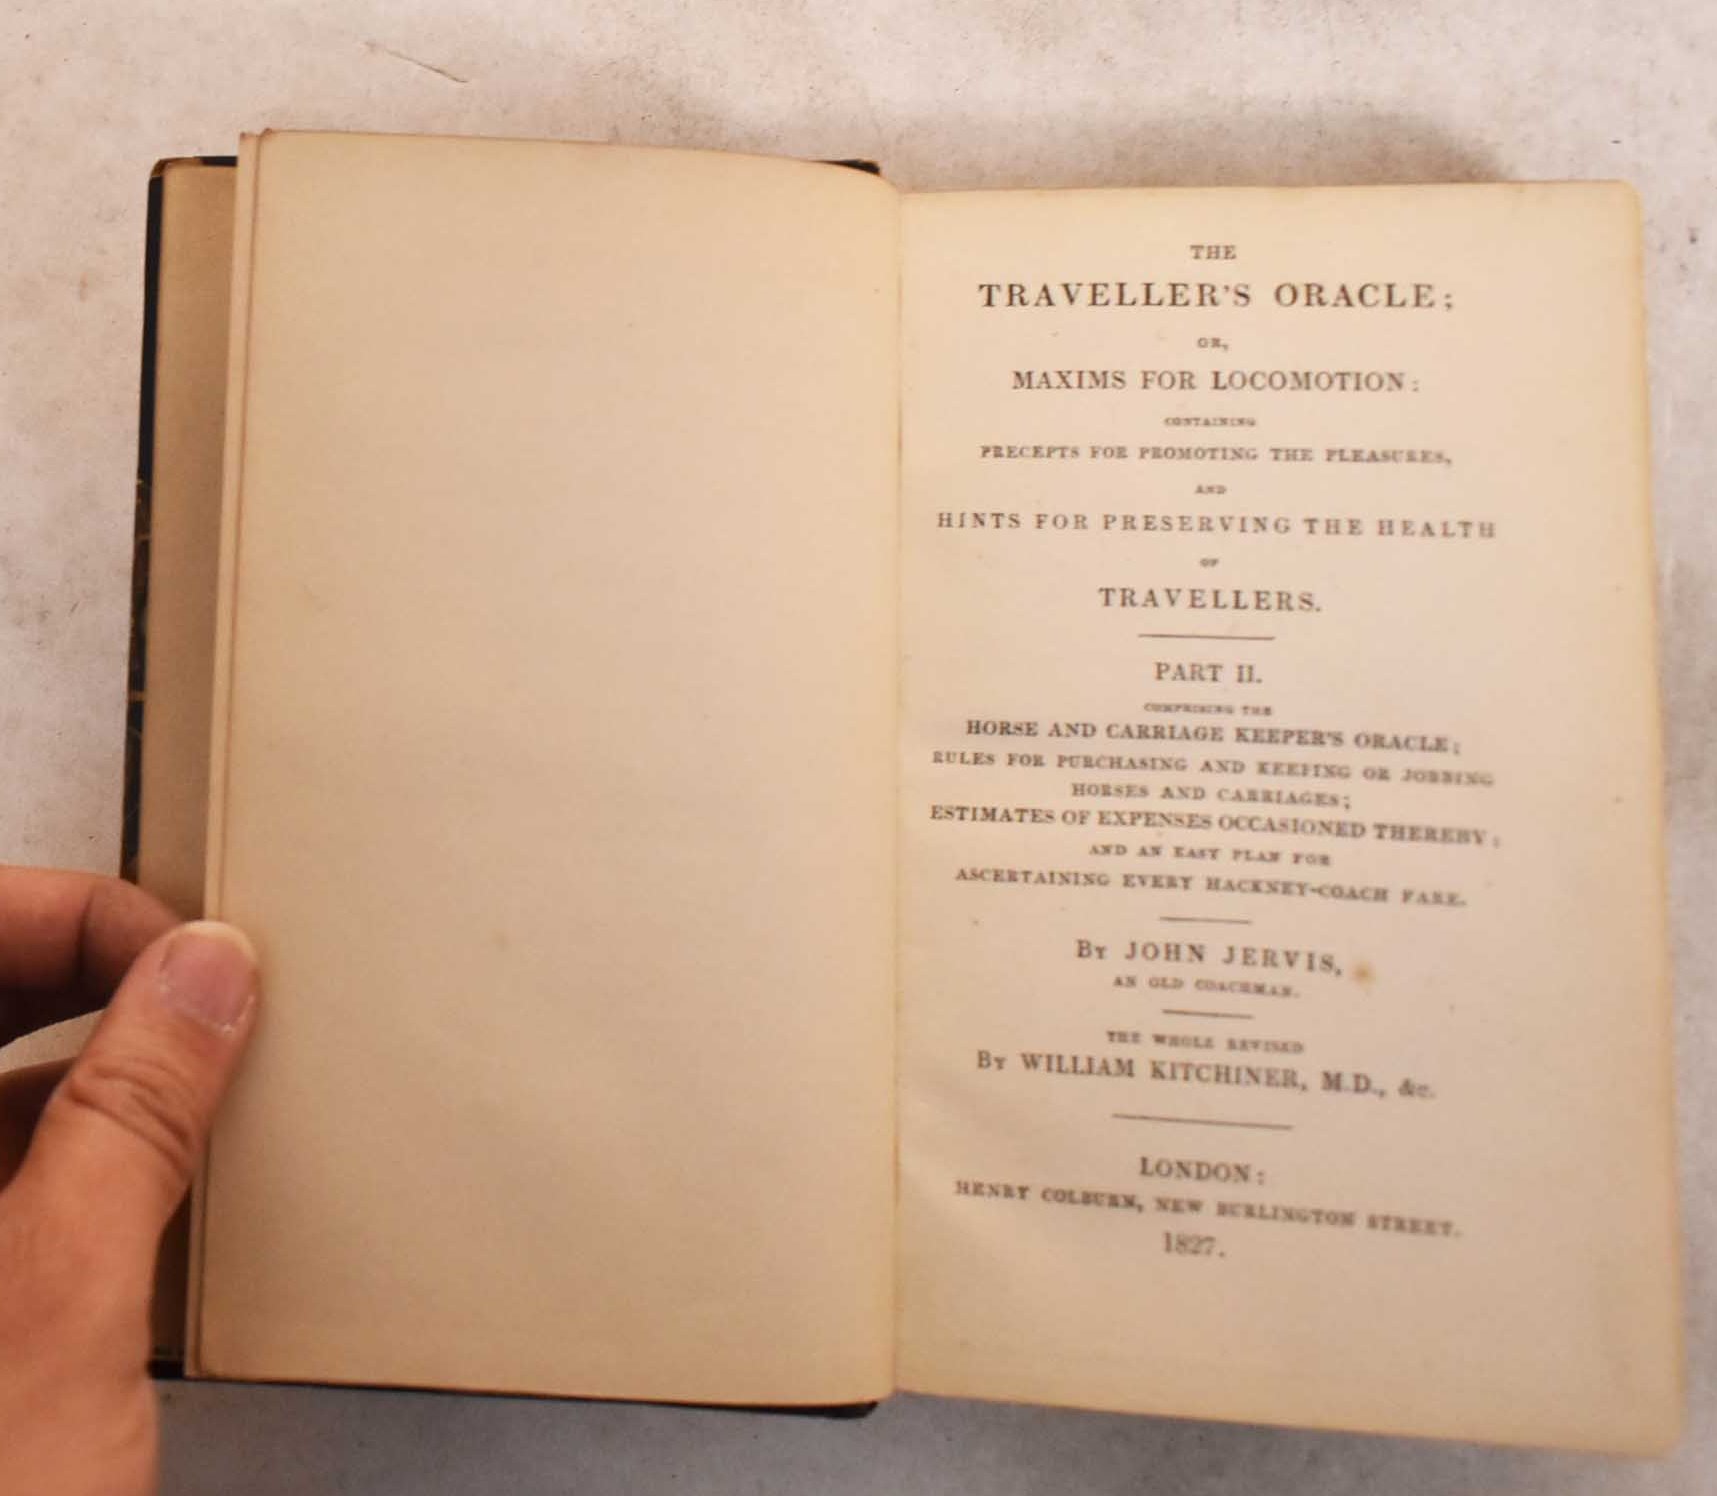 THE
TRAVELLER'S ORACLE;
OR,
MAXIMS FOR LOCOMOTION:
CONTAINING
PRECEPTS FOR PROMOTING THE PLEASURES,
AND
HINTS FOR PRESERVING THE HEALTH
OF
TRAVELLERS.
PART II.
COMPRISING THE
HORSE AND CARRIAGE KEEPER'S ORACLE;
RULES FOR PURCHASING AND KEEPING OR JOBBING
HORSES AND CARRIAGES;
ESTIMATES OF EXPENSES OCCASIONED THEREBY;
AND AN EASY PLAN FOR
ASCERTAINING EVERY HACKNEY-COACH FARE.
BY JOHN JERVIS,
AN OLD COACHMAN.
THE WHOLE REVISED
BY WILLIAM KITCHINER, M.D., &c.
LONDON:
HENRY COLBURN, NEW BURLINGTON STREET.
1827.